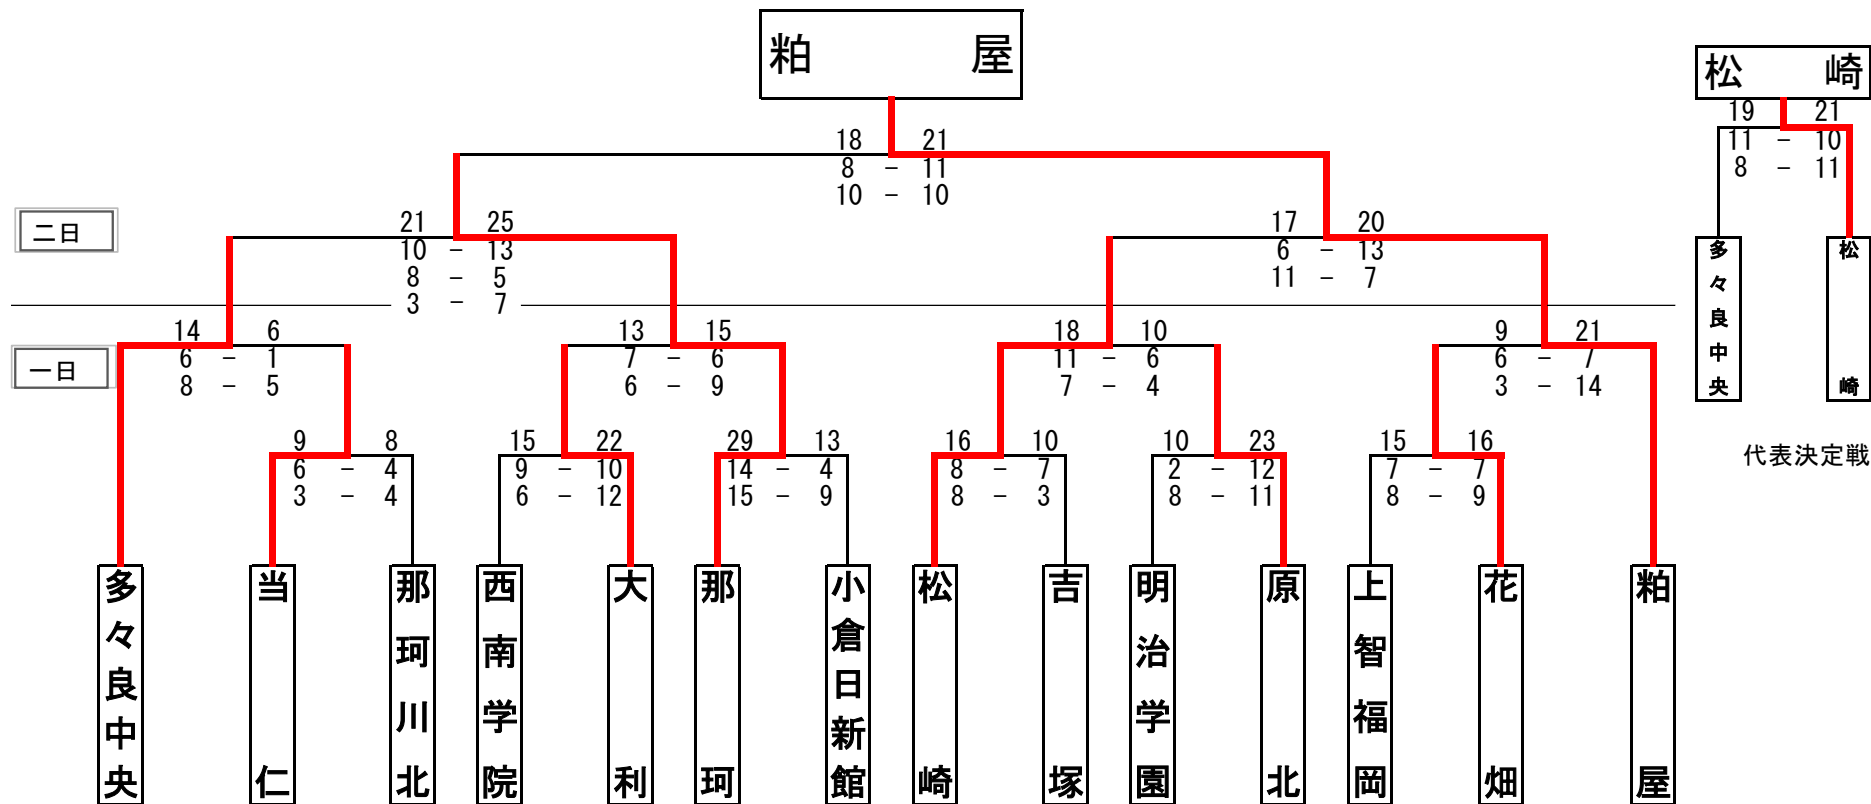 粕 屋
松 崎
19 21
11 - 10
8 - 11
18 21
8 - 11
10 - 10
二日
21 25
10 - 13
8 - 5
3 - 7
17 20
6 - 13
11 - 7
多々良中央
松崎
一日
14 6
6 - 1
8 - 5
13 15
7 - 6
6 - 9
18 10
11 - 6
7 - 4
9 21
6 - 7
3 - 14
代表決定戦
9 8
6 - 4
3 - 4
15 22
9 - 10
6 - 12
29 13
14 - 4
15 - 9
16 10
8 - 7
8 - 3
10 23
2 - 12
8 - 11
15 16
7 - 7
8 - 9
多々良中央
当仁
那珂川北
西南学院
大利
那珂
小倉日新館
松崎
吉塚
明治学園
原北
上智福岡
花畑
粕屋